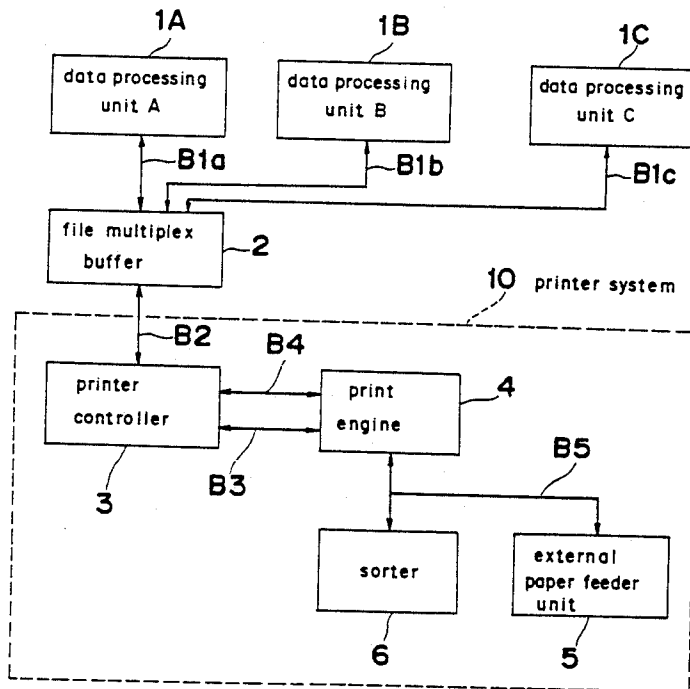 1A
1B
1C
data processing
unit A
data processing
unit B
data processing
unit C
B1a
B1b
B1c
file multiplex
buffer
2
10 printer system
B2
B4
printer
controller
print
engine
4
3
B3
B5
sorter
external
paper feeder
unit
6
5